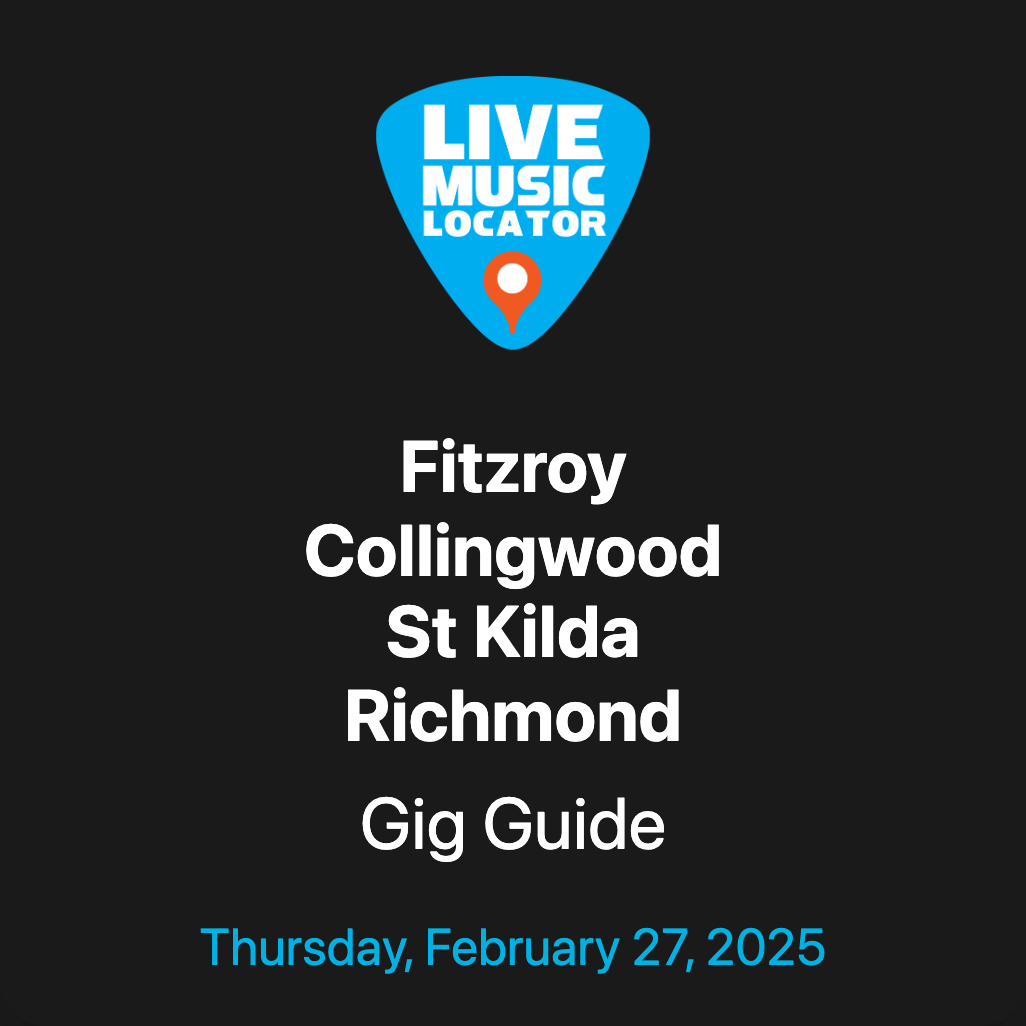 LIVE
MUSIC
LOCATOR
Fitzroy
Collingwood
St Kilda
Richmond
Gig Guide
Thursday, February 27, 2025